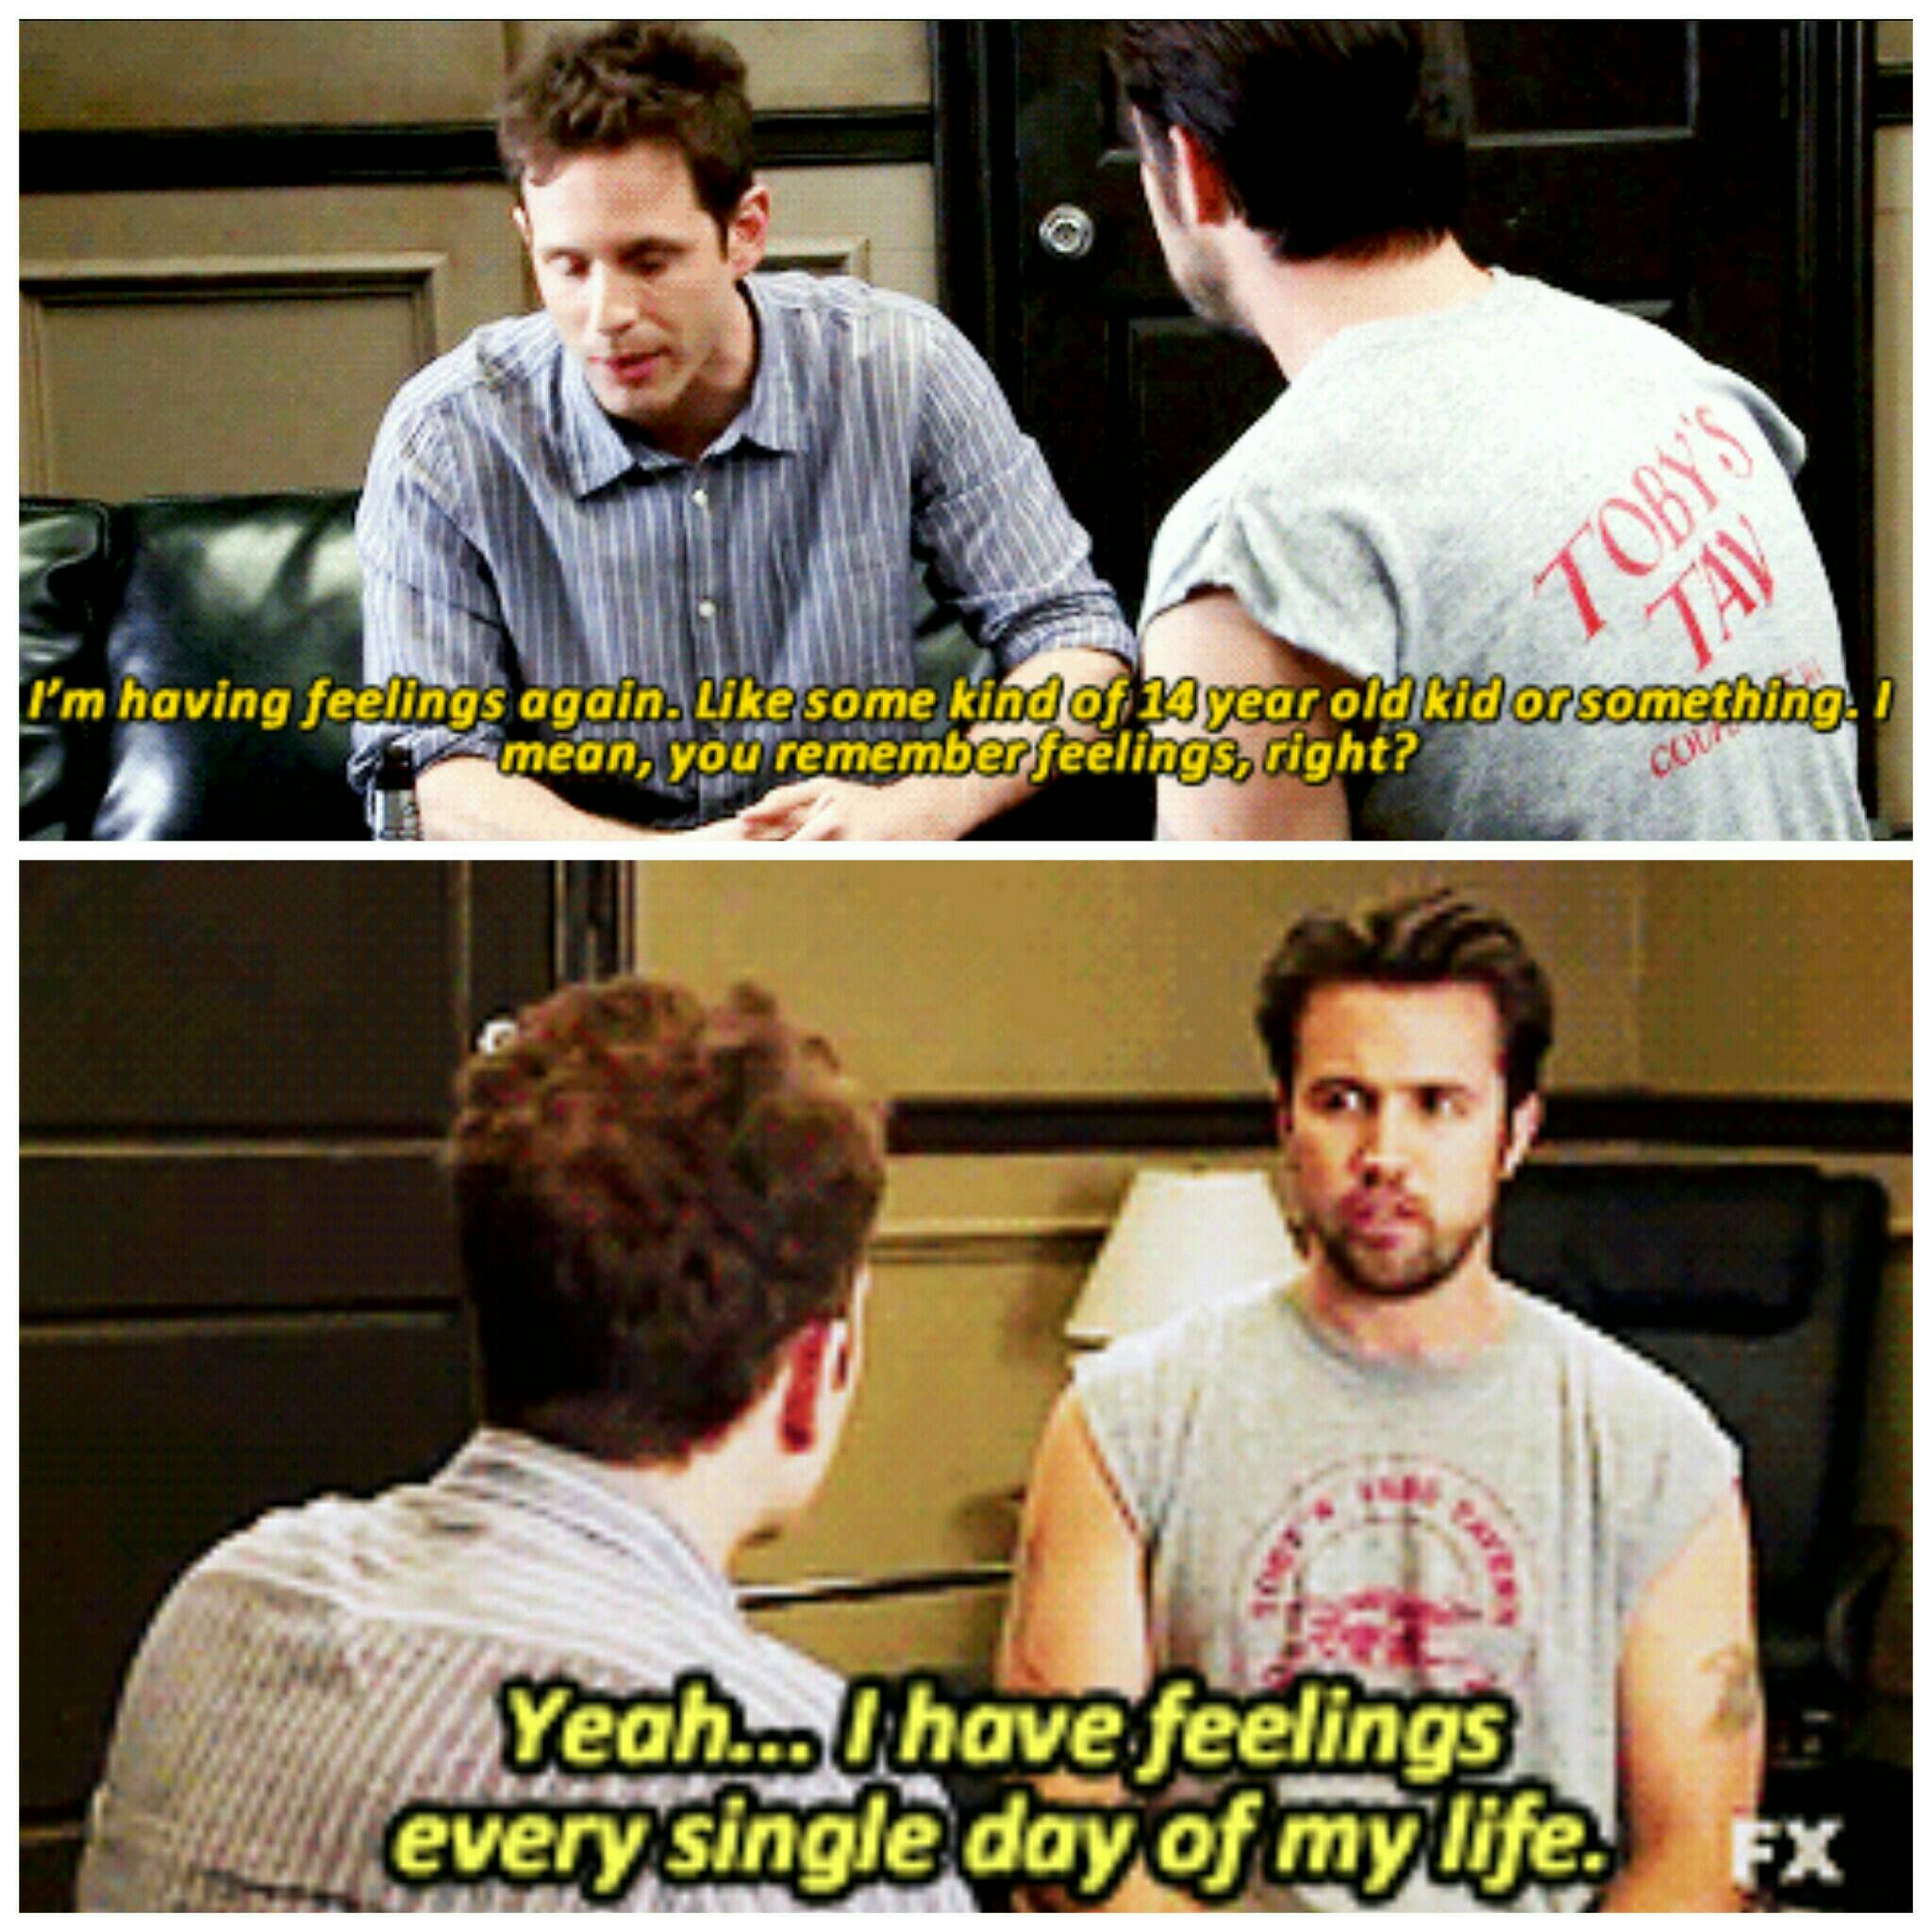 TOBY'S
TAV
I'm having feelings again. Like some kind of 14 year old kid or something. I
mean, you remember feelings, right?
Yeah... I have feelings
every single day of my life.
FX